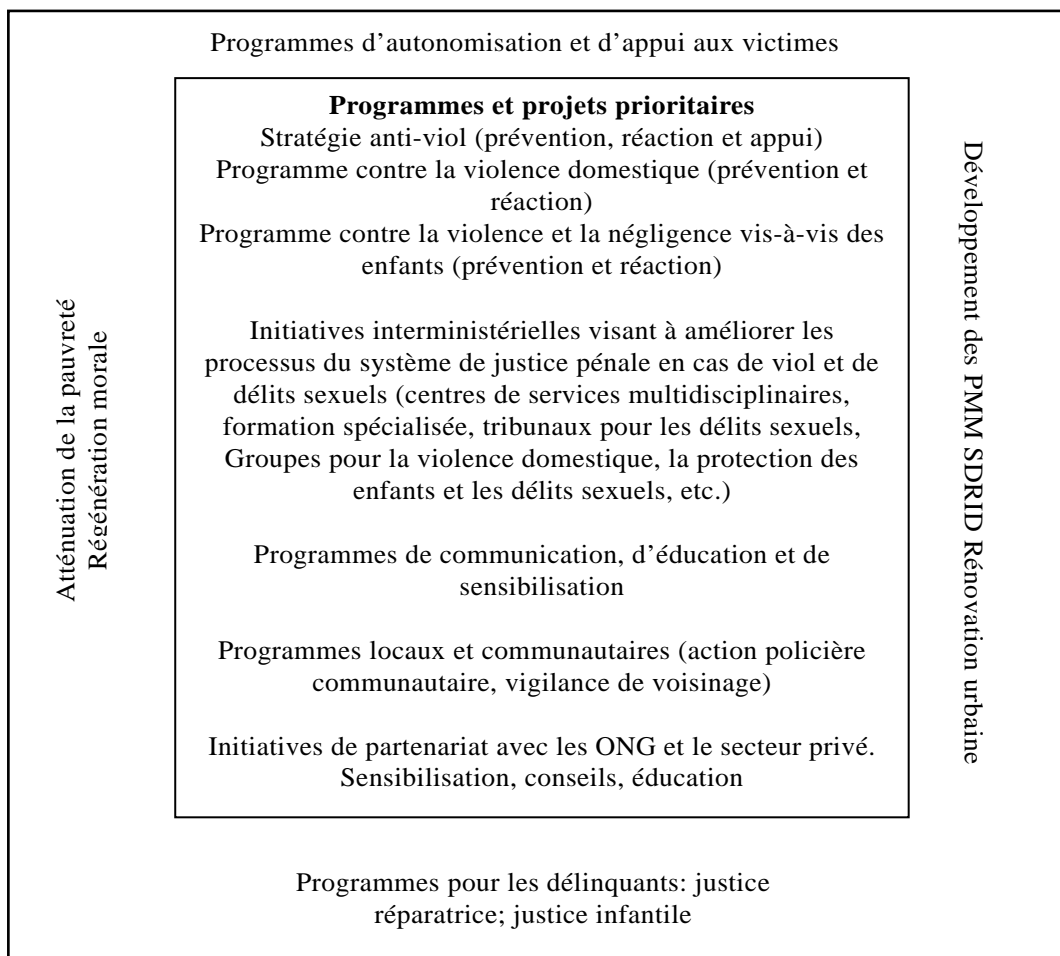 Programmes d’autonomisation et d’appui aux victimes
Programmes et projets prioritaires
Stratégie anti-viol (prévention, réaction et appui)
Programme contre la violence domestique (prévention et
réaction)
Programme contre la violence et la négligence vis-à-vis des
enfants (prévention et réaction)
Initiatives interministérielles visant à améliorer les
processus du système de justice pénale en cas de viol et de
délits sexuels (centres de services multidisciplinaires,
formation spécialisée, tribunaux pour les délits sexuels,
Groupes pour la violence domestique, la protection des
enfants et les délits sexuels, etc.)
Programmes de communication, d’éducation et de
sensibilisation
Programmes locaux et communautaires (action policière
communautaire, vigilance de voisinage)
Initiatives de partenariat avec les ONG et le secteur privé.
Sensibilisation, conseils, éducation
Atténuation de la pauvreté
Régénération morale
Développement des PMM SDRID Rénovation urbaine
Programmes pour les délinquants: justice
réparatrice; justice infantile